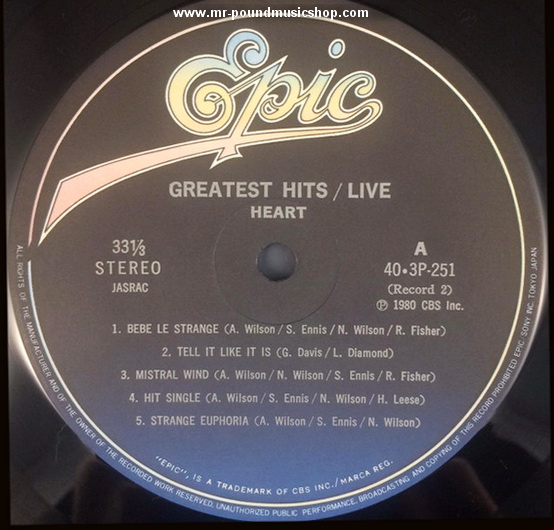 www.mr-poundmusicshop.com
Epic
GREATEST HITS / LIVE
HEART
33⅓
STEREO
JASRAC
A
40•3P-251
(Record 2)
℗ 1980 CBS Inc.
1. BEBE LE STRANGE (A. Wilson / S. Ennis / N. Wilson / R. Fisher)
2. TELL IT LIKE IT IS (G. Davis / L. Diamond)
3. MISTRAL WIND (A. Wilson / N. Wilson / S. Ennis / R. Fisher)
4. HIT SINGLE (A. Wilson / S. Ennis / N. Wilson / H. Leese)
5. STRANGE EUPHORIA (A. Wilson / S. Ennis / N. Wilson)
"EPIC", IS A TRADEMARK OF CBS INC./MARCA REG.
ALL RIGHTS OF THE MANUFACTURER AND OF THE OWNER OF THE RECORDED WORK RESERVED, UNAUTHORIZED PUBLIC PERFORMANCE, BROADCASTING AND COPYING OF THIS RECORD PROHIBITED EPIC SONY INC. TOKYO JAPAN